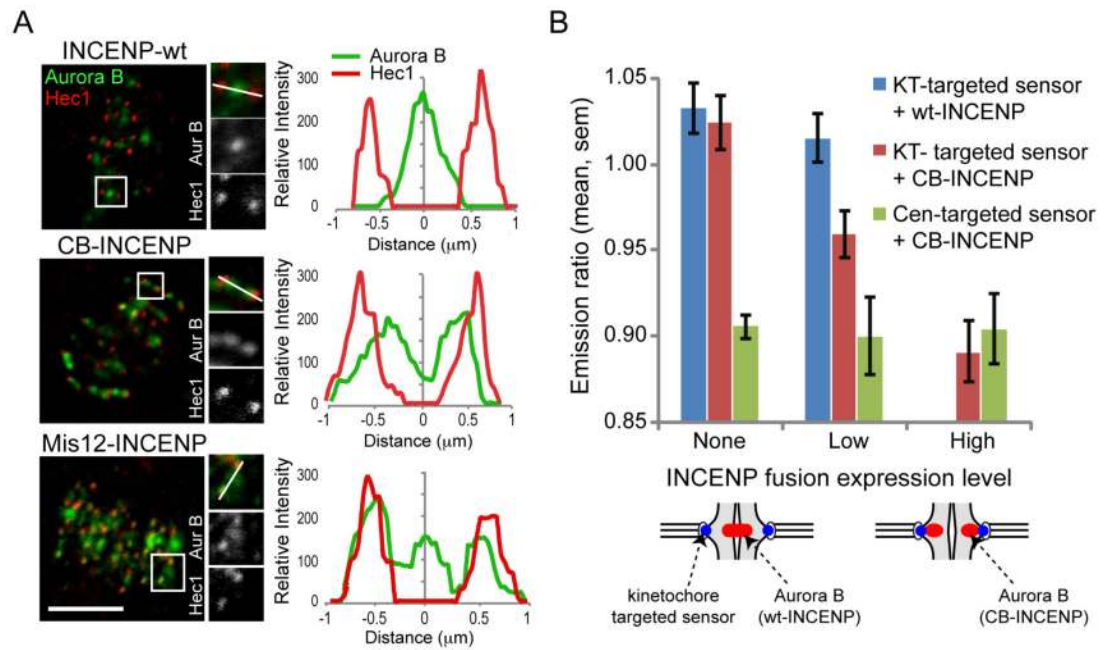 A
INCENP-wt
Aurora B
Hec1
Aur B
Hec1
Aurora B
Hec1
Relative Intensity
300
200
100
0
-1 -0.5 0 0.5 1
Distance (μm)
CB-INCENP
Aur B
Hec1
Relative Intensity
300
200
100
0
-1 -0.5 0 0.5 1
Distance (μm)
Mis12-INCENP
Aur B
Hec1
Relative Intensity
300
200
100
0
-1 -0.5 0 0.5 1
Distance (μm)
B
Emission ratio (mean, sem)
1.05
1.00
0.95
0.90
0.85
KT-targeted sensor
+ wt-INCENP
KT- targeted sensor
+ CB-INCENP
Cen-targeted sensor
+ CB-INCENP
None Low High
INCENP fusion expression level
kinetochore
targeted sensor
Aurora B
(wt-INCENP)
Aurora B
(CB-INCENP)